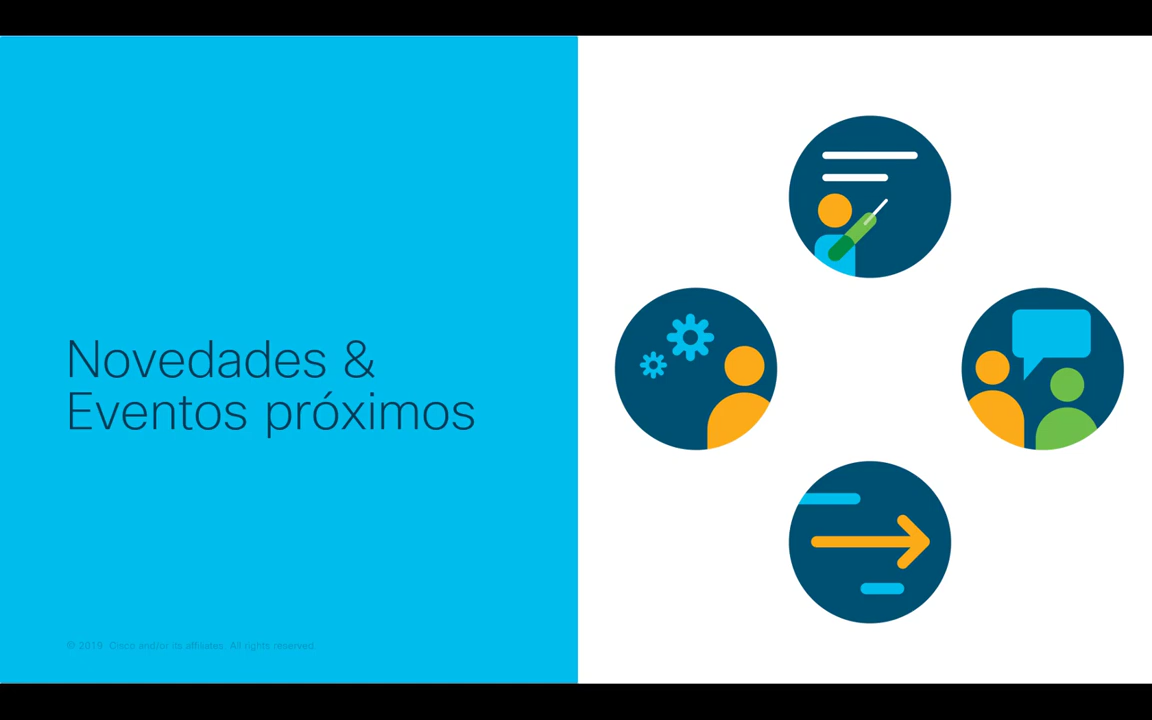 Novedades &
Eventos próximos
© 2019 Cisco and/or its affiliates. All rights reserved.